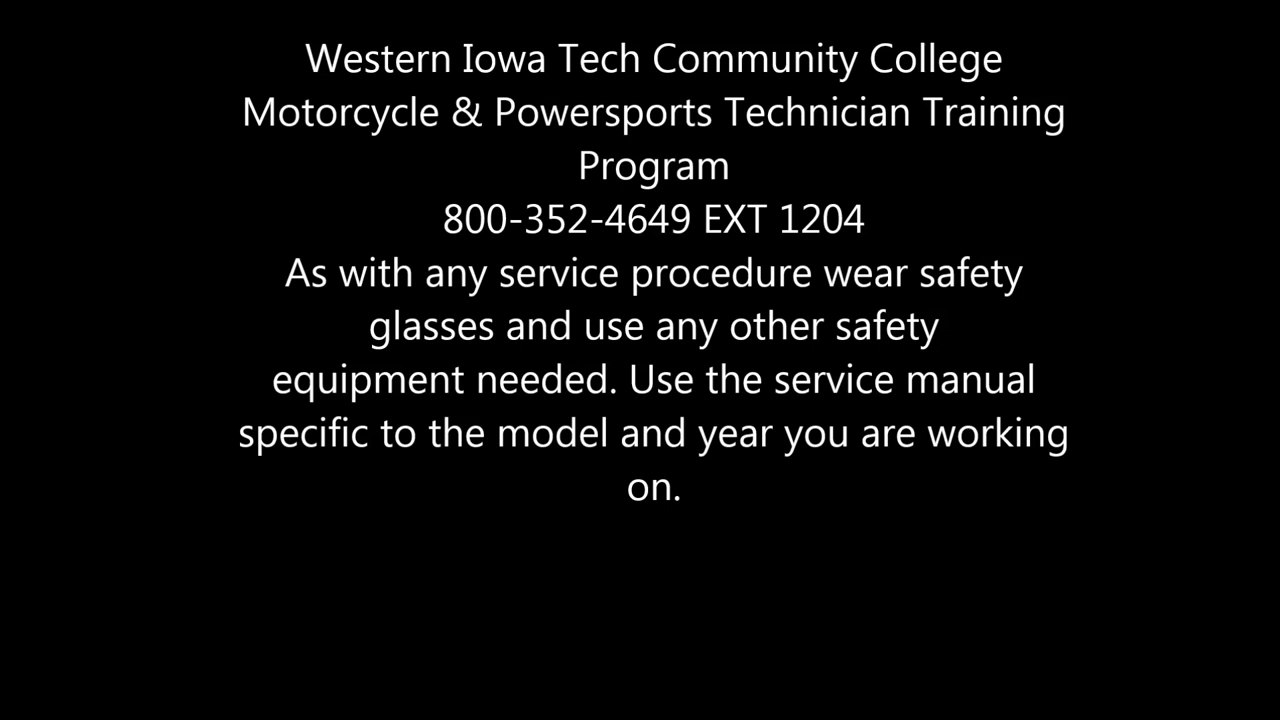 Western Iowa Tech Community College
Motorcycle & Powersports Technician Training
Program
800-352-4649 EXT 1204
As with any service procedure wear safety
glasses and use any other safety
equipment needed. Use the service manual
specific to the model and year you are working
on.